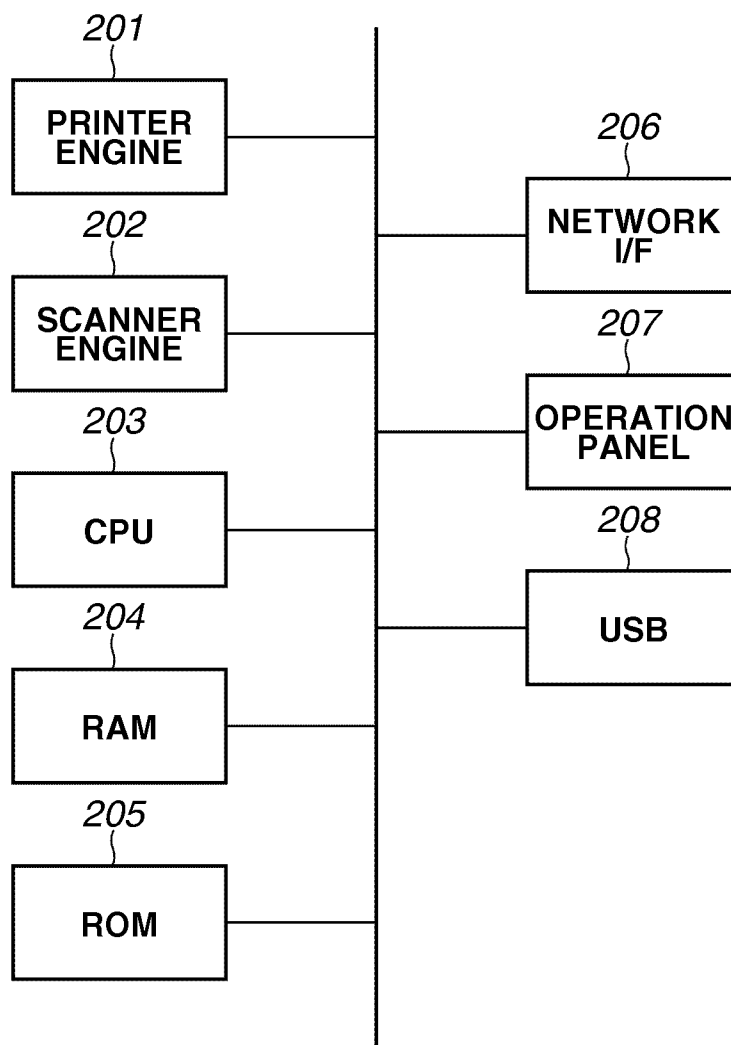 201
PRINTER
ENGINE
202
SCANNER
ENGINE
203
CPU
204
RAM
205
ROM
206
NETWORK
I/F
207
OPERATION
PANEL
208
USB